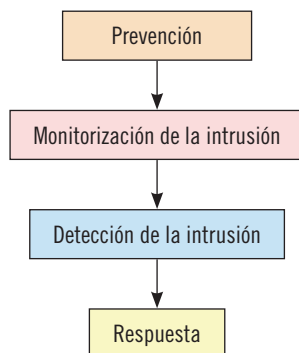 Prevención
Monitorización de la intrusión
Detección de la intrusión
Respuesta